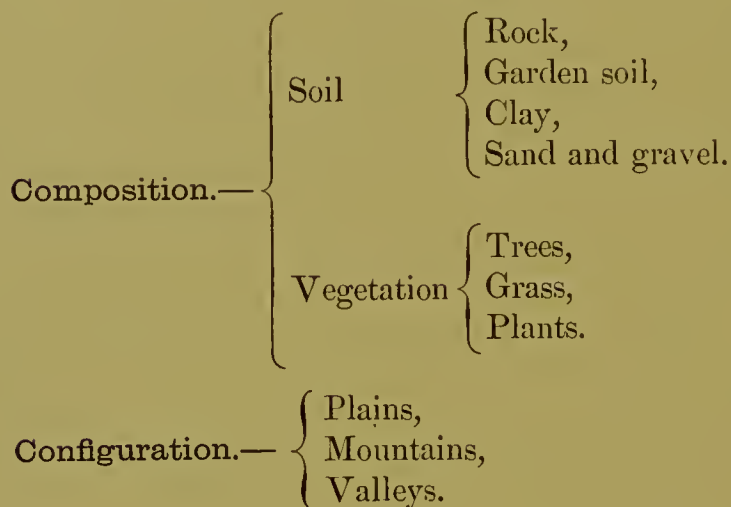 Composition.—
Soil
Rock,
Garden soil,
Clay,
Sand and gravel.
Vegetation
Trees,
Grass,
Plants.
Configuration.—
Plains,
Mountains,
Valleys.